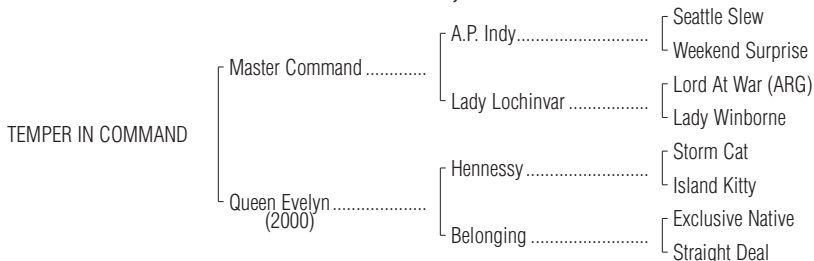 Seattle Slew
A.P. Indy
Weekend Surprise
Master Command
Lord At War (ARG)
Lady Lochinvar
Lady Winborne
TEMPER IN COMMAND
Storm Cat
Hennessy
Island Kitty
Queen Evelyn
(2000)
Exclusive Native
Belonging
Straight Deal